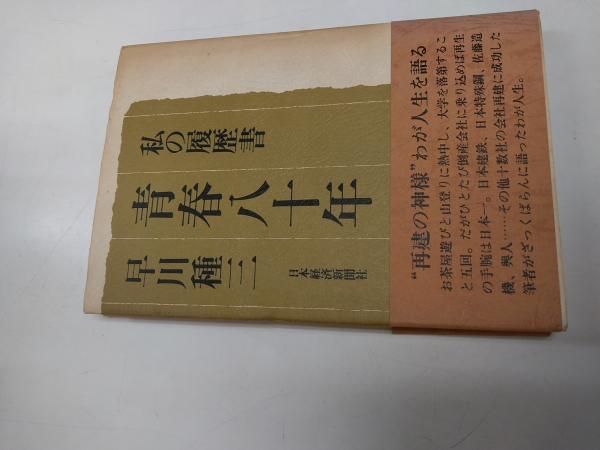 私の履歴書
青春八十年
早川種三
日本経済新聞社
“再建の神様”わが人生を語る
お茶屋遊びと山登りに熱中し、大学を落第するこ
と五回。だがひとたび倒産会社に乗り込めば再生
の手腕は日本一。日本建鉄、日本特殊鋼、佐藤造
機、興人……その他十数社の会社再建に成功した
筆者がざっくばらんに語ったわが人生。